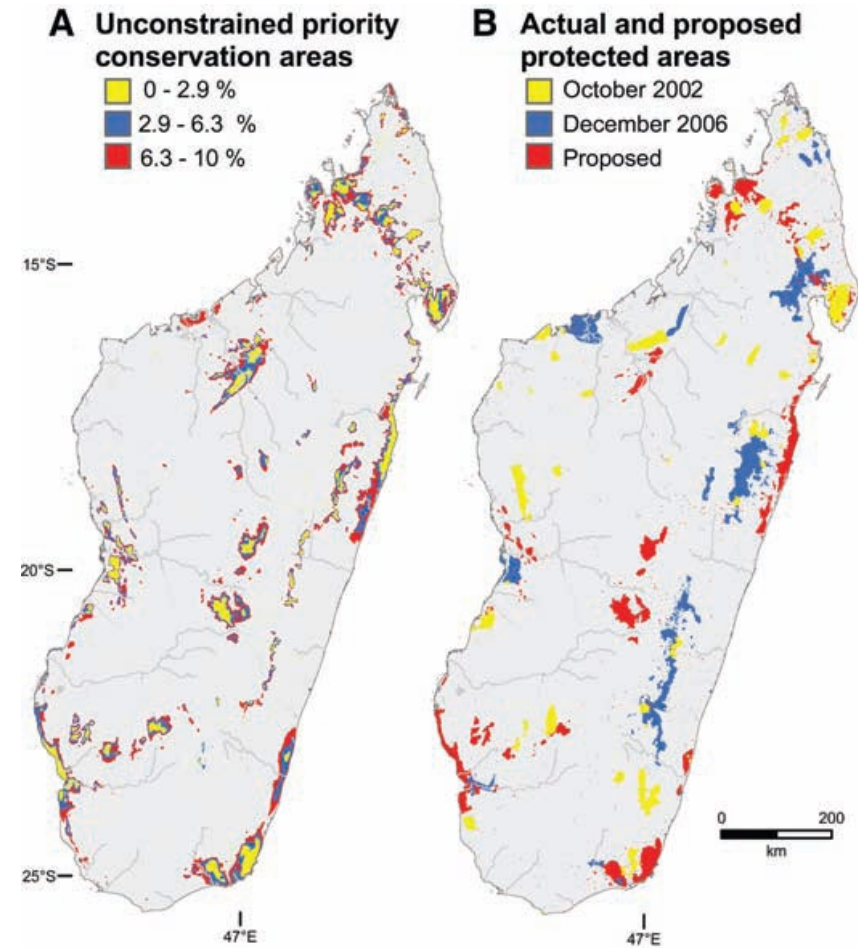 A Unconstrained priority
conservation areas
0 - 2.9 %
2.9 - 6.3 %
6.3 - 10 %
B Actual and proposed
protected areas
October 2002
December 2006
Proposed
15°S
20°S
25°S
47°E
47°E
0 200
km